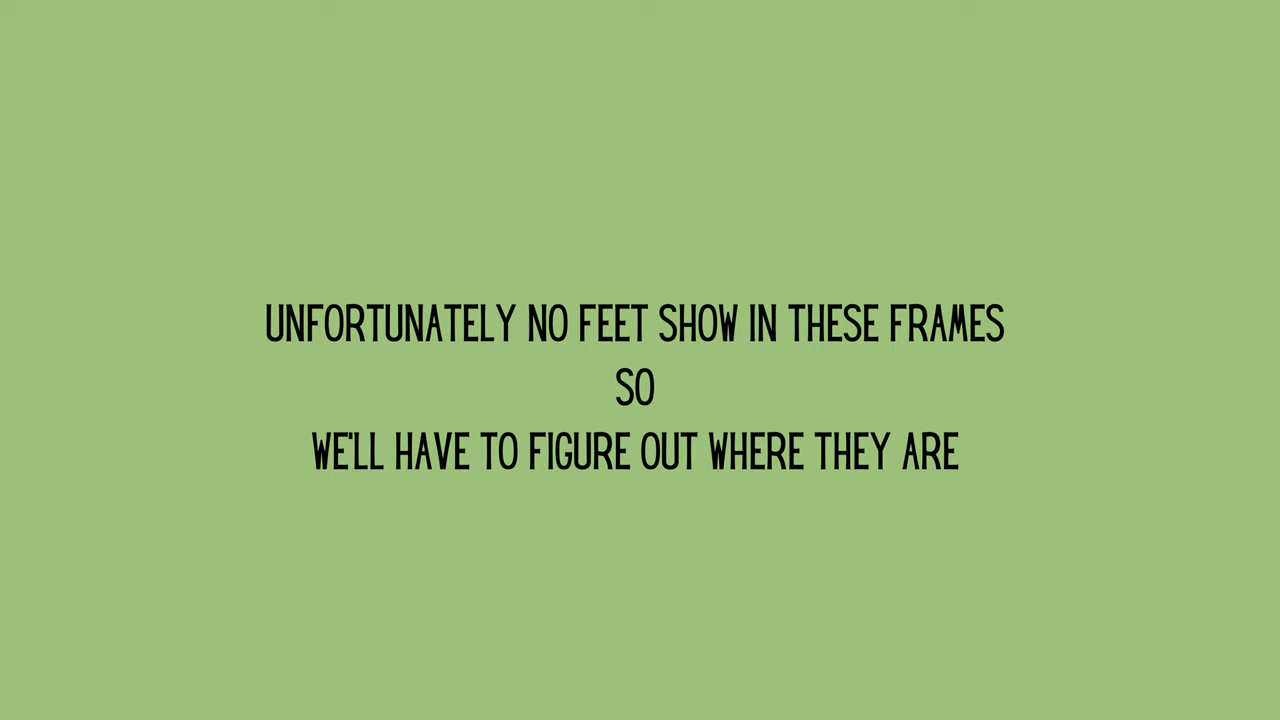 UNFORTUNATELY NO FEET SHOW IN THESE FRAMES
SO
WE'LL HAVE TO FIGURE OUT WHERE THEY ARE